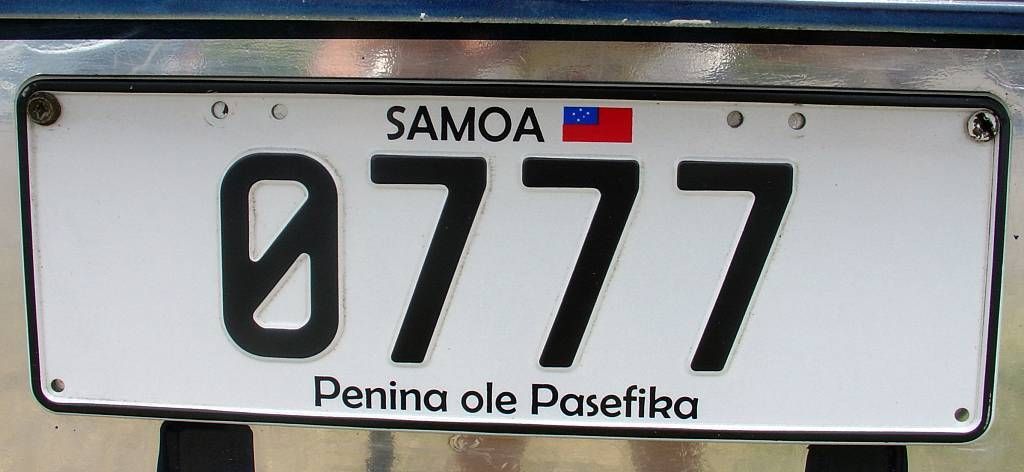 SAMOA
0777
Penina ole Pasefika